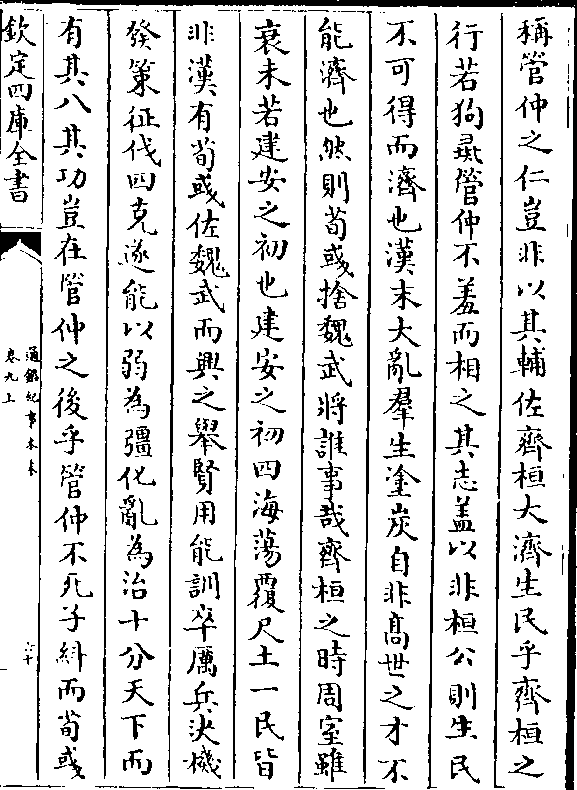 稱管仲之仁豈非以其輔佐齊桓大濟生民乎齊桓之
行若狗彘管仲不羞而相之其志蓋以非桓公則生民
不可得而濟也漢末大亂羣生塗炭自非髙世之才不
能濟也然則荀彧捨魏武將誰事哉齊桓之時周室雖
衰未若建安之初也建安之初四海蕩覆尺土一民皆
非漢有荀彧佐魏武而興之舉賢用能訓卒厲兵決機
發策征伐四克遂能以弱為彊化亂為治十分天下而
有其八其功豈在管仲之後乎管仲不死子糾而荀彧
欽定四庫全書
通鑑紀事本末
卷九上
六十